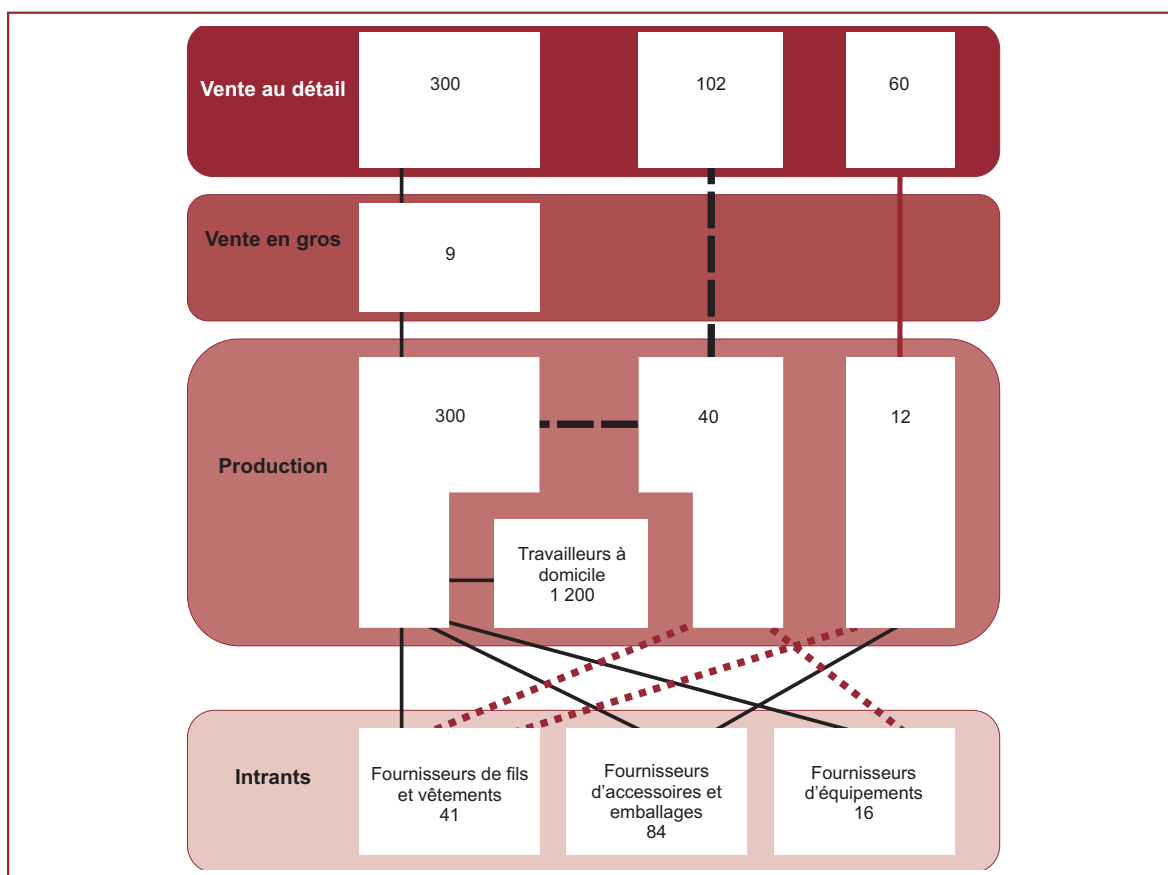 Vente au détail
300
102
60
Vente en gros
9
Production
300
40
12
Travailleurs à
domicile
1 200
Intrants
Fournisseurs de fils
et vêtements
41
Fournisseurs
d'accessoires et
emballages
84
Fournisseurs
d'équipements
16